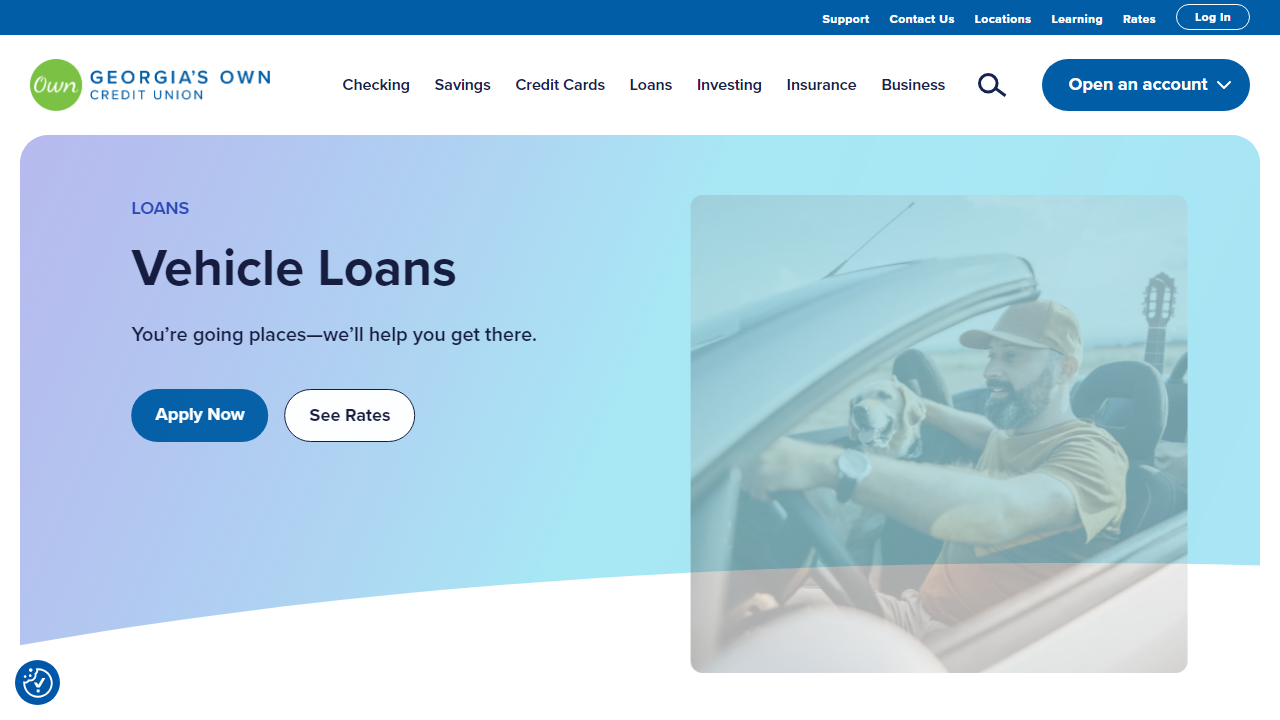 Support Contact Us Locations Learning Rates Log In
Own GEORGIA'S OWN
CREDIT UNION
Checking Savings Credit Cards Loans Investing Insurance Business Open an account
LOANS
Vehicle Loans
You’re going places—we’ll help you get there.
Apply Now See Rates